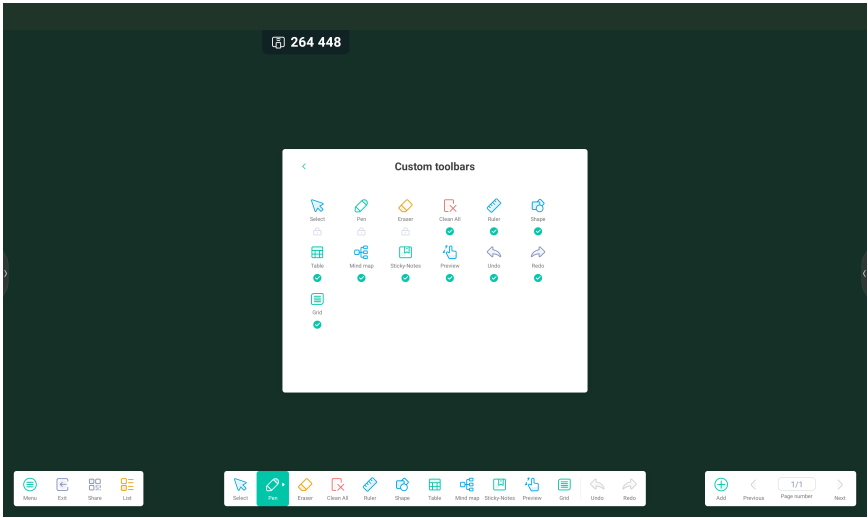 264 448
Custom toolbars
Select Pen Eraser Clean All Ruler Shape
Table Mind map Sticky-Notes Preview Undo Redo
Grid
Menu Exit Share List Select Pen Eraser Clean All Ruler Shape Table Mind map Sticky-Notes Preview Grid Undo Redo Add Previous 1/1 Page number Next